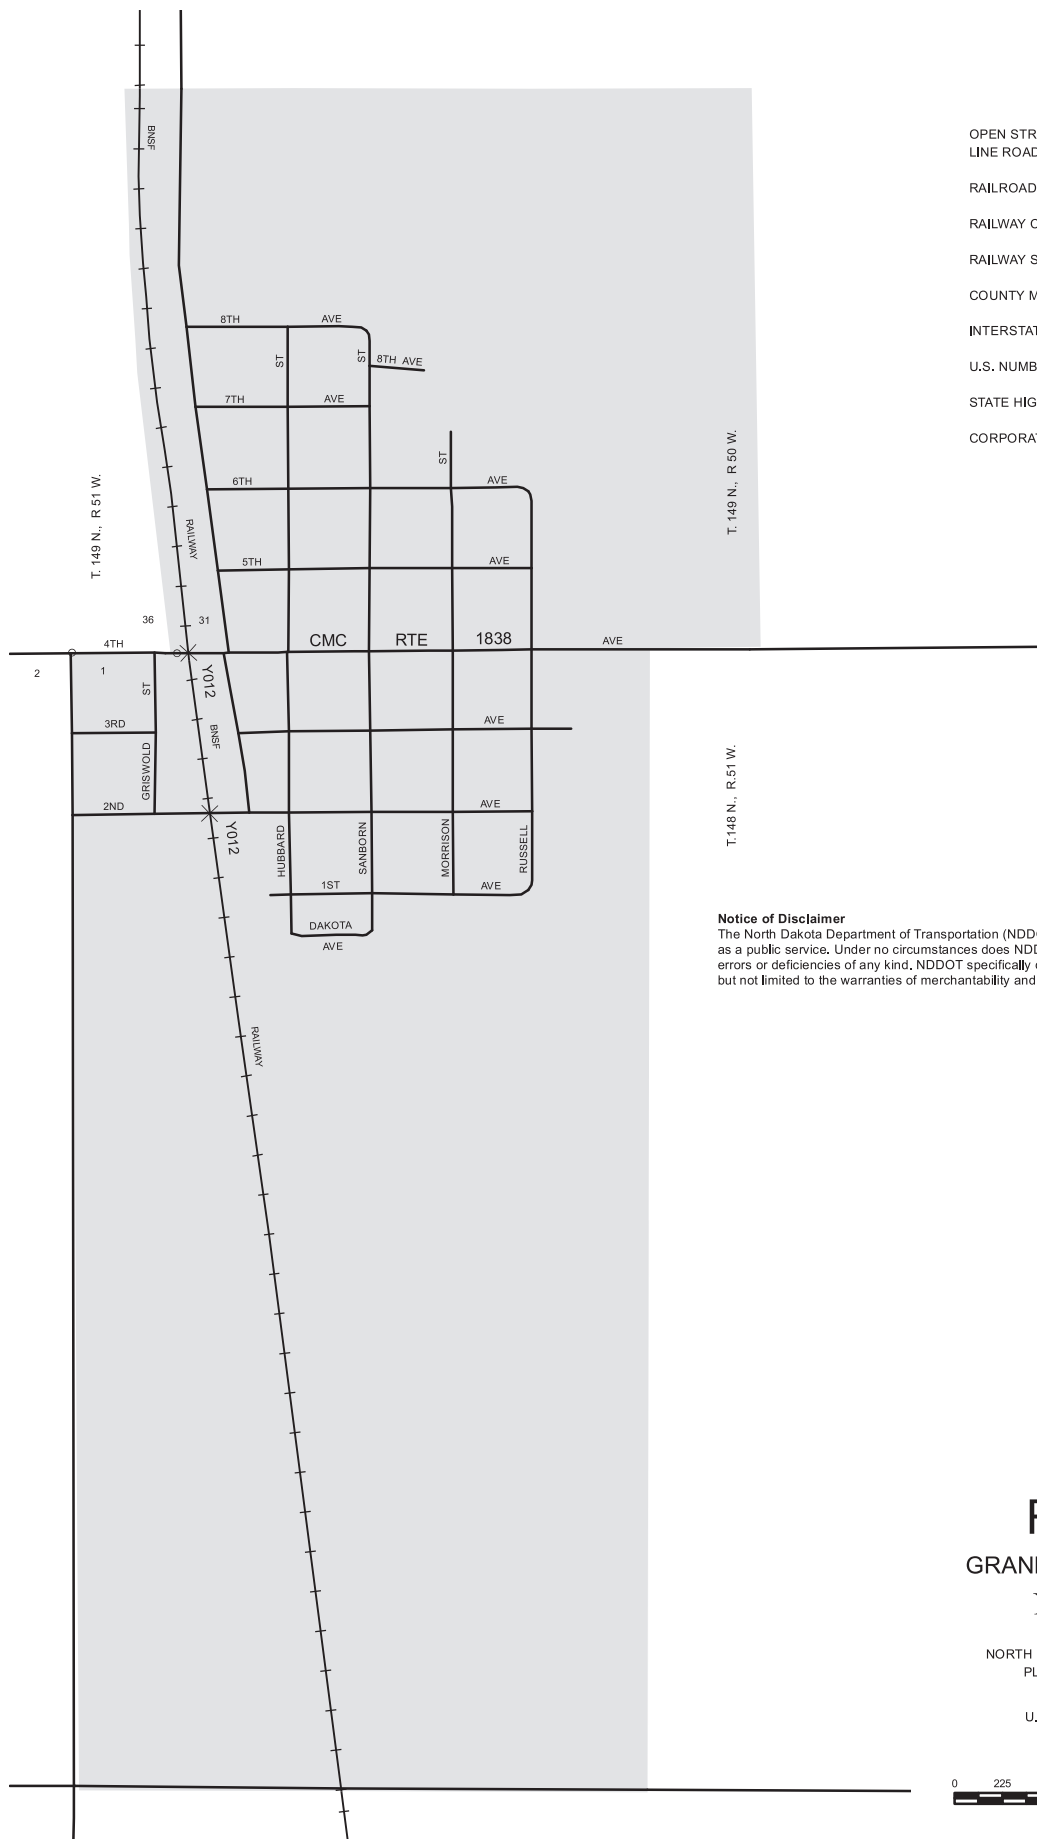 BNSF
OPEN STR
LINE ROAD
RAILROAD
RAILWAY
RAILWAY S
COUNTY M
INTERSTAT
U.S. NUMB
STATE HIG
CORPORAT
8TH AVE
ST
ST
8TH AVE
7TH AVE
ST
6TH AVE
T. 149 N., R 51 W.
T. 149 N., R 50 W.
RAILWAY
5TH AVE
36 31
4TH CMC RTE 1838 AVE
2 1
ST
Y012
3RD AVE
BNSF
GRISWOLD
T.148 N., R.51 W.
2ND AVE
Y012
HUBBARD
SANBORN
MORRISON
RUSSELL
1ST AVE
DAKOTA
AVE
Notice of Disclaimer
The North Dakota Department of Transportation (NDDO
as a public service. Under no circumstances does NDD
errors or deficiencies of any kind. NDDOT specifically
but not limited to the warranties of merchantability and
RAILWAY
GRAN
NORTH
PL
U.
0 225